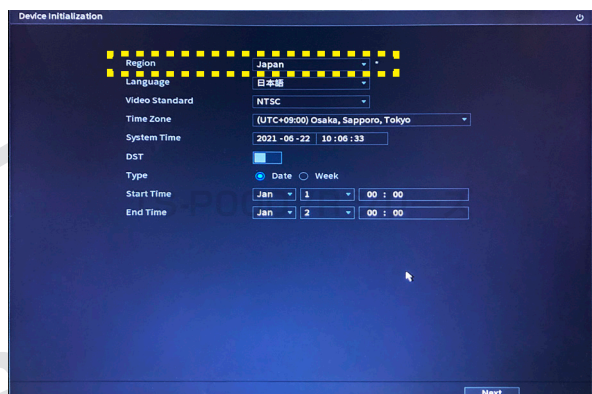 Device Initialization
Region Japan *
Language 日本語
Video Standard NTSC
Time Zone (UTC+09:00) Osaka, Sapporo, Tokyo
System Time 2021 -06 -22 10 : 06 : 33
DST
Type Date Week
Start Time Jan 1 00 : 00
End Time Jan 2 00 : 00
Next